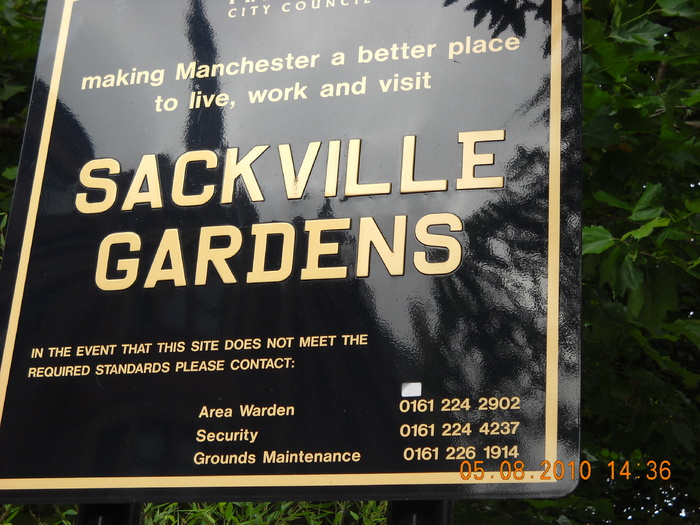 CITY COUNCIL
making Manchester a better place
to live, work and visit
SACKVILLE
GARDENS
IN THE EVENT THAT THIS SITE DOES NOT MEET THE
REQUIRED STANDARDS PLEASE CONTACT:
Area Warden 0161 224 2902
Security 0161 224 4237
Grounds Maintenance 0161 226 1914
05.08.2010 14:36